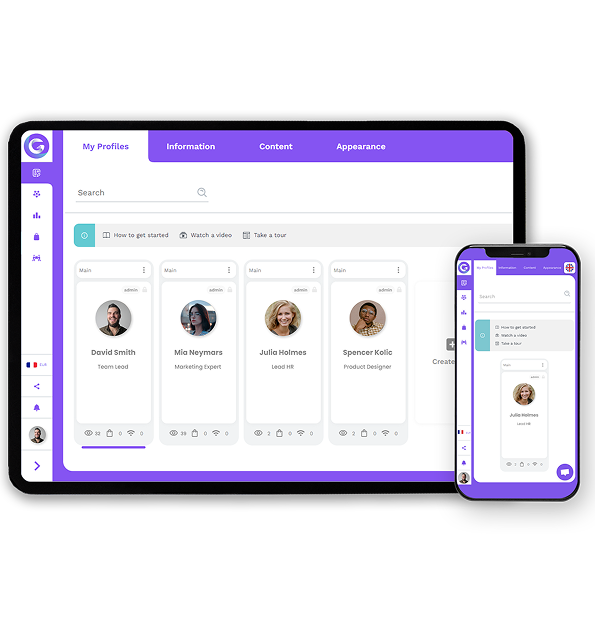 My Profiles
Information
Content
Appearance
Search
How to get started
Watch a video
Take a tour
Main
admin
David Smith
Team Lead
32
0
0
Main
admin
Mia Neymars
Marketing Expert
39
0
0
Main
admin
Julia Holmes
Lead HR
2
0
0
Main
admin
Spencer Kolic
Product Designer
2
0
0
Create
My Profiles
Information
Content
Appearance
Search
How to get started
Watch a video
Take a tour
Main
admin
Julia Holmes
Lead HR